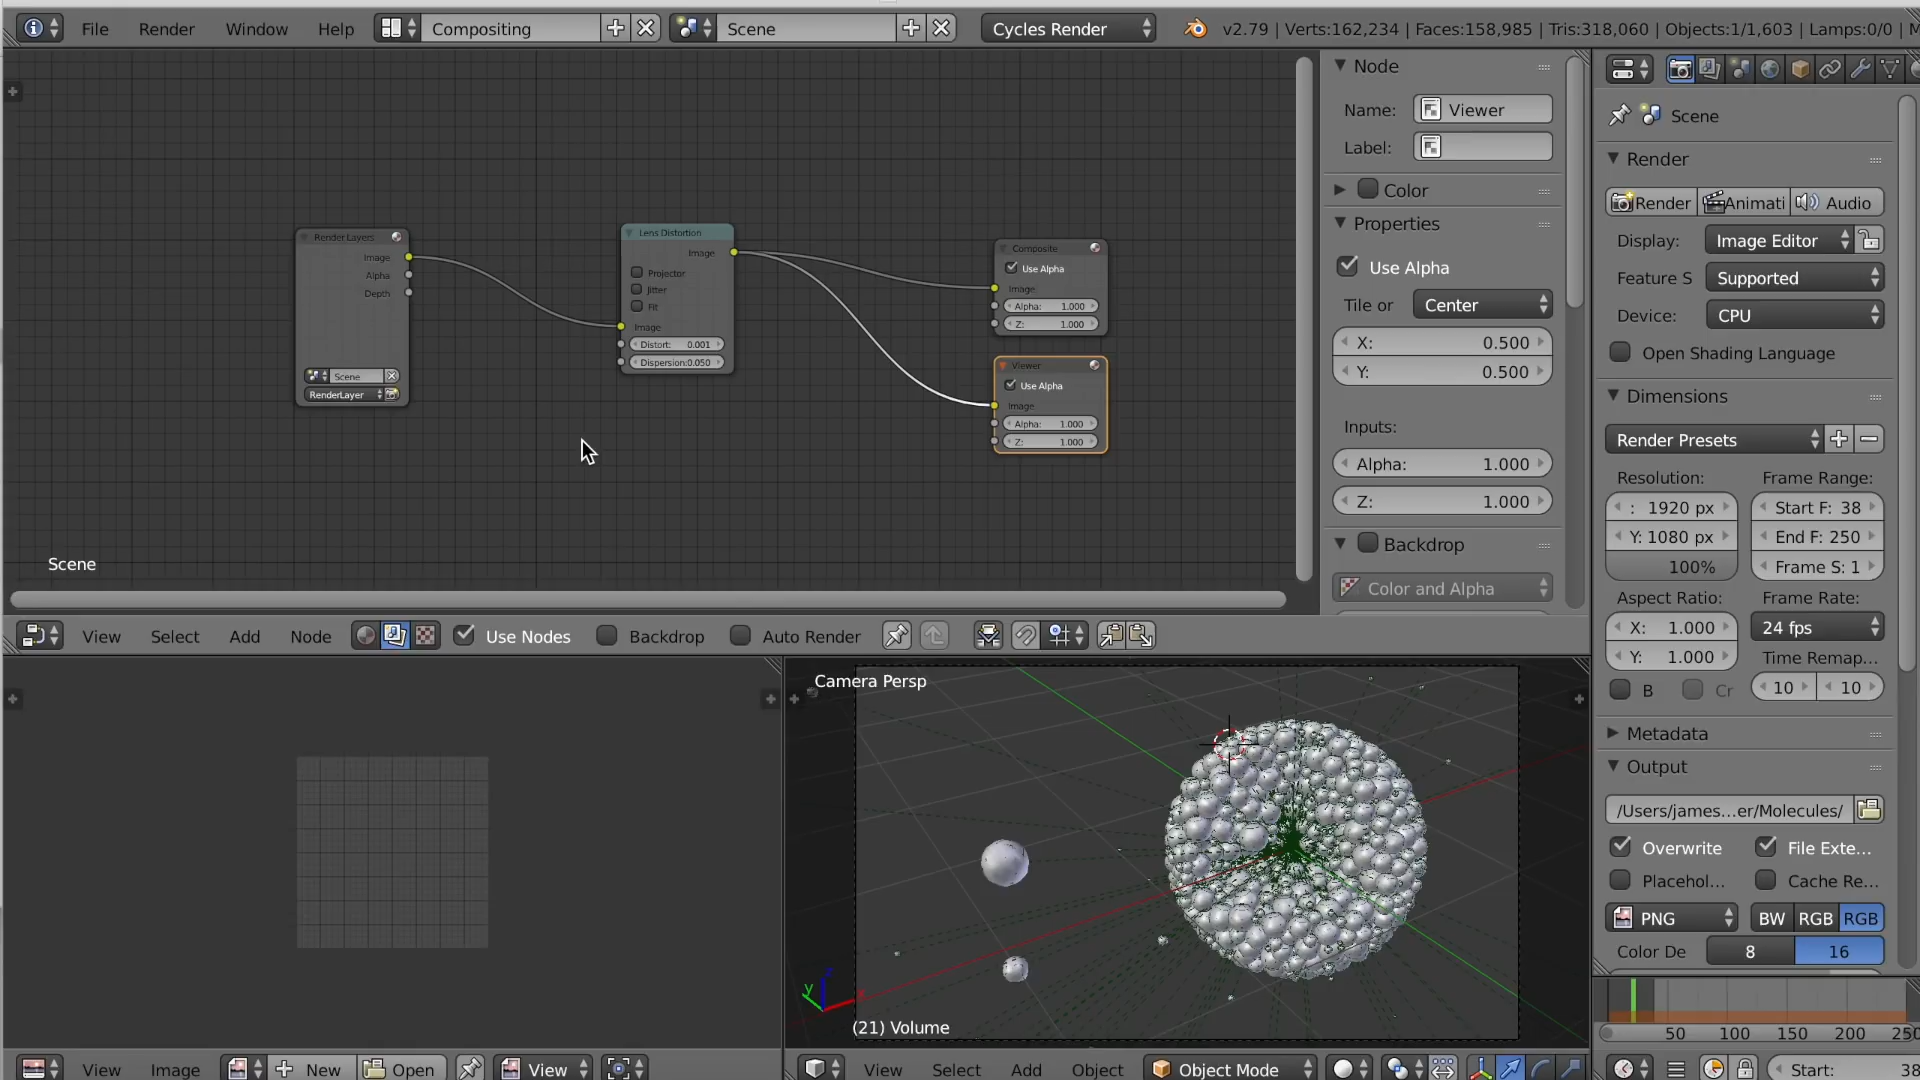 File Render Window Help Compositing Scene Cycles Render v2.79 | Verts:162,234 | Faces:158,985 | Tris:318,060 | Objects:1/1,603 | Lamps:0/0 | M
Render Layers
Image
Alpha
Depth
Scene
RenderLayer
Lens Distortion
Image
Projector
Jitter
Fit
Image
Distort: 0.001
Dispersion:0.050
Composite
Use Alpha
Image
Alpha: 1.000
Z: 1.000
Viewer
Use Alpha
Image
Alpha: 1.000
Z: 1.000
Scene
Node
Name: Viewer
Label:
Color
Properties
Use Alpha
Tile or Center
X: 0.500
Y: 0.500
Inputs:
Alpha: 1.000
Z: 1.000
Backdrop
Color and Alpha
View Select Add Node Use Nodes Backdrop Auto Render
Camera Persp
z
y
x
(21) Volume
View Image New Open View
View Select Add Object Object Mode
Scene
Render
Render Animati Audio
Display: Image Editor
Feature S Supported
Device: CPU
Open Shading Language
Dimensions
Render Presets
Resolution: Frame Range:
: 1920 px Start F: 38
Y: 1080 px End F: 250
100% Frame S: 1
Aspect Ratio: Frame Rate:
X: 1.000 24 fps
Y: 1.000 Time Remap...
B Cr 10 10
Metadata
Output
/Users/james...er/Molecules/
Overwrite File Exte...
Placehol... Cache Re...
PNG BW RGB RGB
Color De 8 16
50 100 150 200 250
Start: 38